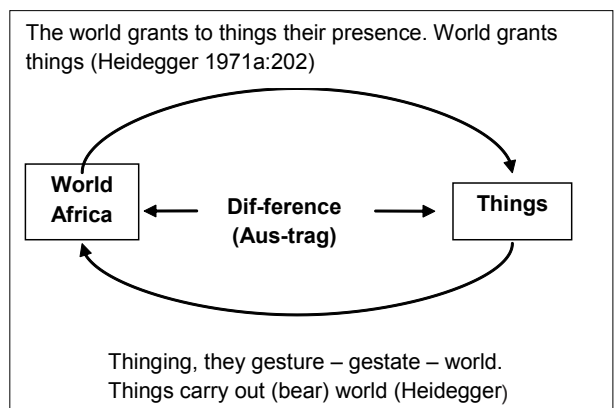 The world grants to things their presence. World grants
things (Heidegger 1971a:202)
World
Africa
Dif-ference
(Aus-trag)
Things
Thinging, they gesture – gestate – world.
Things carry out (bear) world (Heidegger)